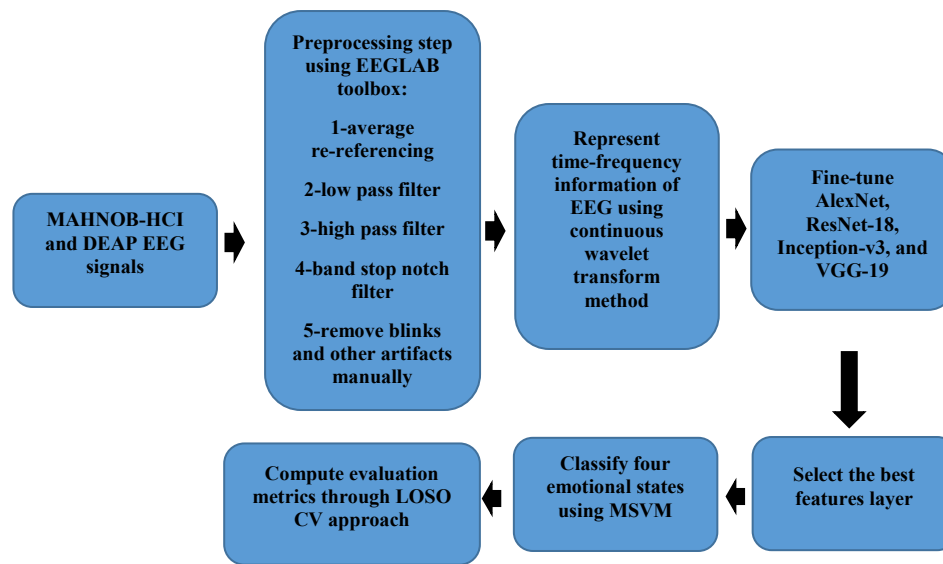 MAHNOB-HCI
and DEAP EEG
signals
Preprocessing step
using EEGLAB
toolbox:
1-average
re-referencing
2-low pass filter
3-high pass filter
4-band stop notch
filter
5-remove blinks
and other artifacts
manually
Represent
time-frequency
information of
EEG using
continuous
wavelet
transform
method
Fine-tune
AlexNet,
ResNet-18,
Inception-v3, and
VGG-19
Select the best
features layer
Classify four
emotional states
using MSVM
Compute evaluation
metrics through LOSO
CV approach